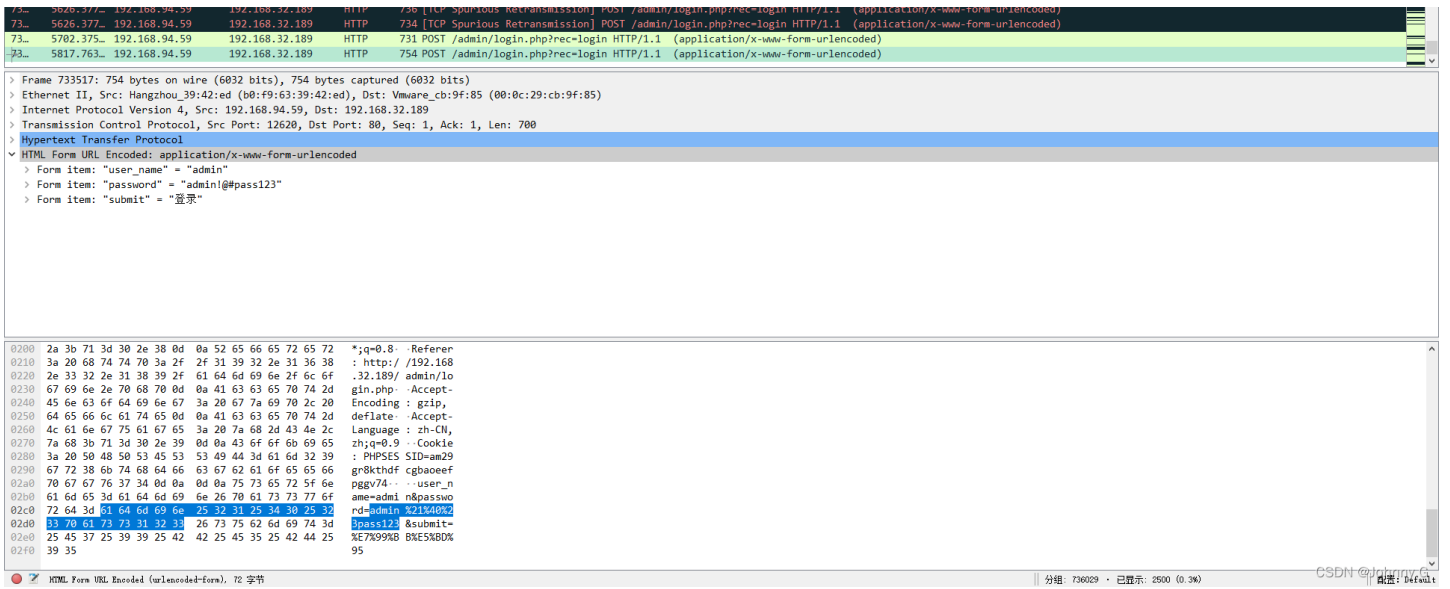 73… 5626.377… 192.168.94.59 192.168.32.189 HTTP 736 [TCP Spurious Retransmission] POST /admin/login.php?rec=login HTTP/1.1 (application/x-www-form-urlencoded)
73… 5626.377… 192.168.94.59 192.168.32.189 HTTP 734 [TCP Spurious Retransmission] POST /admin/login.php?rec=login HTTP/1.1 (application/x-www-form-urlencoded)
73… 5702.375… 192.168.94.59 192.168.32.189 HTTP 731 POST /admin/login.php?rec=login HTTP/1.1 (application/x-www-form-urlencoded)
73… 5817.763… 192.168.94.59 192.168.32.189 HTTP 754 POST /admin/login.php?rec=login HTTP/1.1 (application/x-www-form-urlencoded)
Frame 733517: 754 bytes on wire (6032 bits), 754 bytes captured (6032 bits)
Ethernet II, Src: Hangzhou_39:42:ed (b0:f9:63:39:42:ed), Dst: Vmware_cb:9f:85 (00:0c:29:cb:9f:85)
Internet Protocol Version 4, Src: 192.168.94.59, Dst: 192.168.32.189
Transmission Control Protocol, Src Port: 12620, Dst Port: 80, Seq: 1, Ack: 1, Len: 700
Hypertext Transfer Protocol
HTML Form URL Encoded: application/x-www-form-urlencoded
Form item: "user_name" = "admin"
Form item: "password" = "admin!@#pass123"
Form item: "submit" = "登录"
0200 2a 3b 71 3d 30 2e 38 0d 0a 52 65 66 65 72 65 72 *;q=0.8· ·Referer
0210 3a 20 68 74 74 70 3a 2f 2f 31 39 32 2e 31 36 38 : http:/ /192.168
0220 2e 33 32 2e 31 38 39 2f 61 64 6d 69 6e 2f 6c 6f .32.189/ admin/lo
0230 67 69 6e 2e 70 68 70 0d 0a 41 63 63 65 70 74 2d gin.php· ·Accept-
0240 45 6e 63 6f 64 69 6e 67 3a 20 67 7a 69 70 2c 20 Encoding : gzip,
0250 64 65 66 6c 61 74 65 0d 0a 41 63 63 65 70 74 2d deflate· ·Accept-
0260 4c 61 6e 67 75 61 67 65 3a 20 7a 68 2d 43 4e 2c Language : zh-CN,
0270 7a 68 3b 71 3d 30 2e 39 0d 0a 43 6f 6f 6b 69 65 zh;q=0.9 ··Cookie
0280 3a 20 50 48 50 53 45 53 53 49 44 3d 61 6d 32 39 : PHPSES SID=am29
0290 67 72 38 6b 74 68 64 66 63 67 62 61 6f 65 65 66 gr8kthdf cgbaoeef
02a0 70 67 67 76 37 34 0d 0a 0d 0a 75 73 65 72 5f 6e pggv74·· ··user_n
02b0 61 6d 65 3d 61 64 6d 69 6e 26 70 61 73 73 77 6f ame=admi n&passwo
02c0 72 64 3d 61 64 6d 69 6e 25 32 31 25 34 30 25 32 rd=admin %21%40%2
02d0 33 70 61 73 73 31 32 33 26 73 75 62 6d 69 74 3d 3pass123 &submit=
02e0 25 45 37 25 39 39 25 42 42 25 45 35 25 42 44 25 %E7%99%B B%E5%BD%
02f0 39 35 95
HTML Form URL Encoded (urlencoded-form), 72 字节 分组: 736029 · 已显示: 2500 (0.3%) 配置: Default
CSDN @Johnny.G